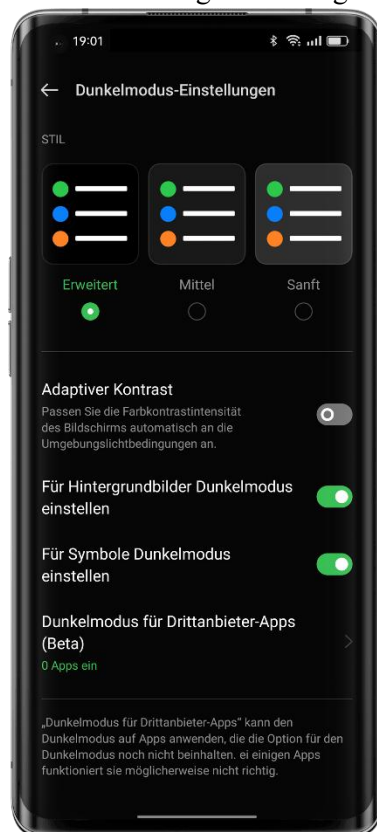 19:01
Dunkelmodus-Einstellungen
STIL
Erweitert
Mittel
Sanft
Adaptiver Kontrast
Passen Sie die Farbkontrastintensität
des Bildschirms automatisch an die
Umgebungslichtbedingungen an.
Für Hintergrundbilder Dunkelmodus
einstellen
Für Symbole Dunkelmodus
einstellen
Dunkelmodus für Drittanbieter-Apps
(Beta)
0 Apps ein
„Dunkelmodus für Drittanbieter-Apps" kann den
Dunkelmodus auf Apps anwenden, die die Option für den
Dunkelmodus noch nicht beinhalten. ei einigen Apps
funktioniert sie möglicherweise nicht richtig.